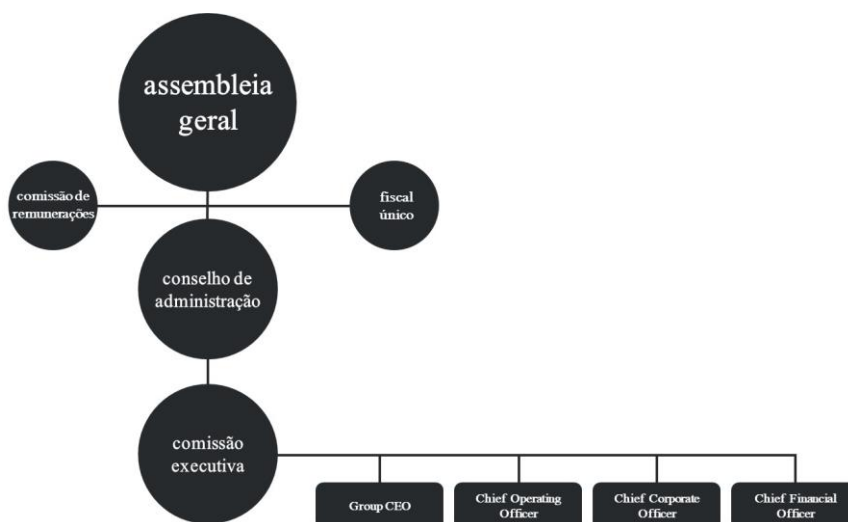 assembleia
geral
comissão de
remunerações
fiscal
único
conselho de
administração
comissão
executiva
Group CEO
Chief Operating
Officer
Chief Corporate
Officer
Chief Financial
Officer